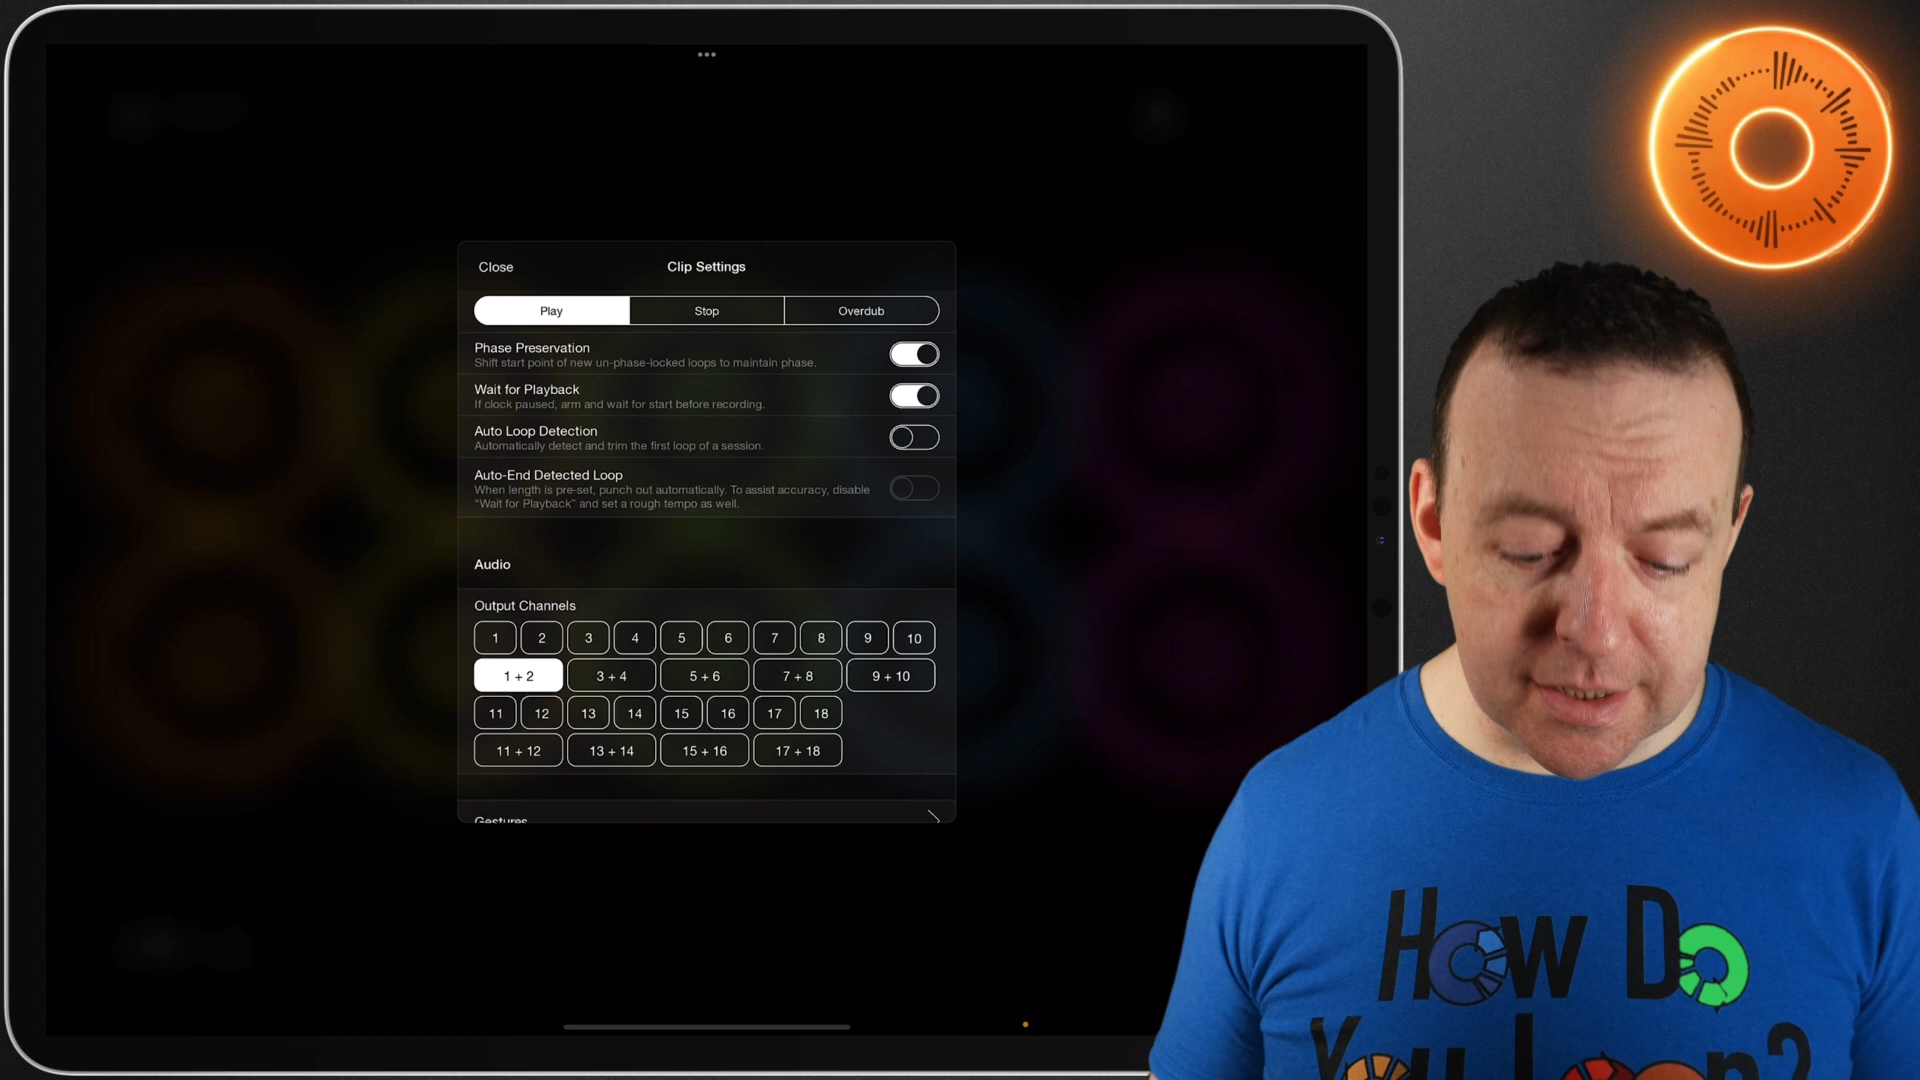 Close
Clip Settings
Play
Stop
Overdub
Phase Preservation
Shift start point of new un-phase-locked loops to maintain phase.
Wait for Playback
If clock paused, arm and wait for start before recording.
Auto Loop Detection
Automatically detect and trim the first loop of a session.
Auto-End Detected Loop
When length is pre-set, punch out automatically. To assist accuracy, disable
"Wait for Playback" and set a rough tempo as well.
Audio
Output Channels
1 2 3 4 5 6 7 8 9 10
1 + 2 3 + 4 5 + 6 7 + 8 9 + 10
11 12 13 14 15 16 17 18
11 + 12 13 + 14 15 + 16 17 + 18
Gestures
How Do
You Loop?